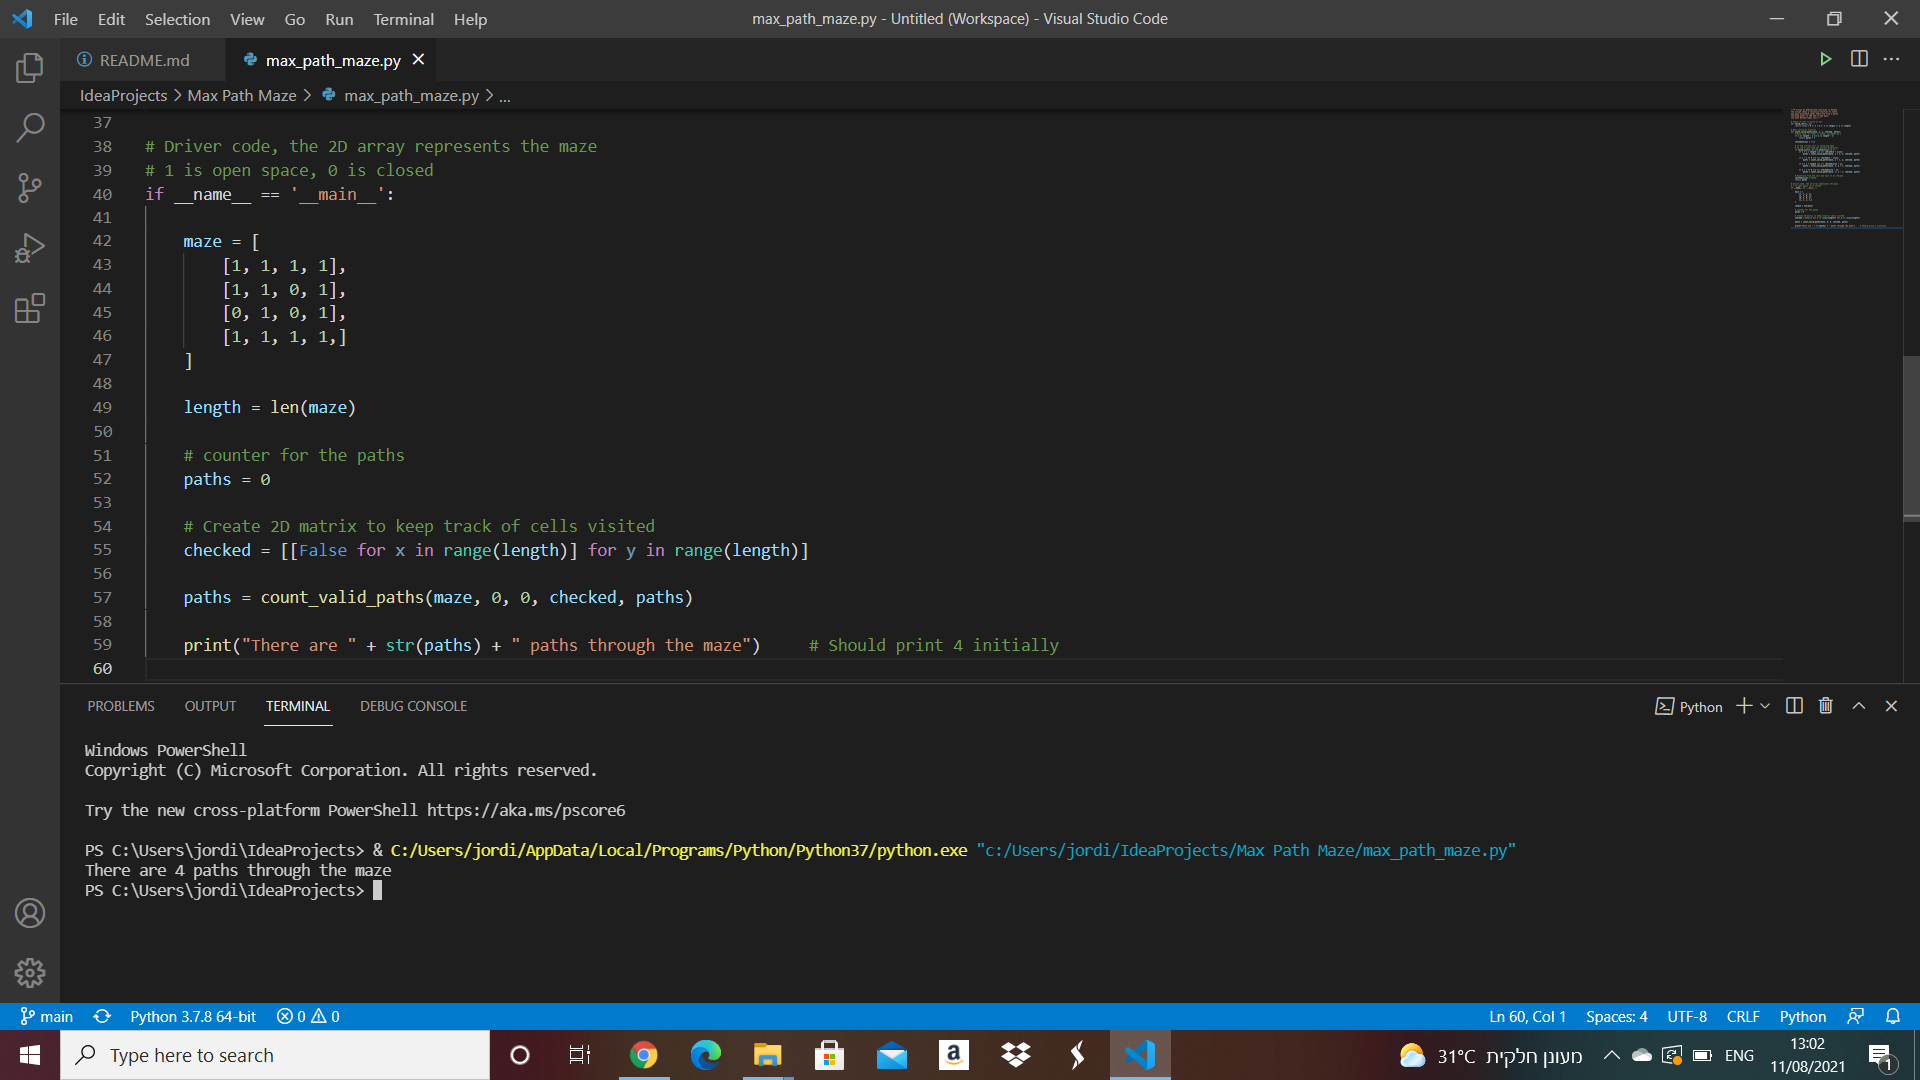 File Edit Selection View Go Run Terminal Help
max_path_maze.py - Untitled (Workspace) - Visual Studio Code
README.md
max_path_maze.py
IdeaProjects > Max Path Maze > max_path_maze.py > ...
37
38 # Driver code, the 2D array represents the maze
39 # 1 is open space, 0 is closed
40 if __name__ == '__main__':
41
42 maze = [
43 [1, 1, 1, 1],
44 [1, 1, 0, 1],
45 [0, 1, 0, 1],
46 [1, 1, 1, 1,]
47 ]
48
49 length = len(maze)
50
51 # counter for the paths
52 paths = 0
53
54 # Create 2D matrix to keep track of cells visited
55 checked = [[False for x in range(length)] for y in range(length)]
56
57 paths = count_valid_paths(maze, 0, 0, checked, paths)
58
59 print("There are " + str(paths) + " paths through the maze") # Should print 4 initially
60
PROBLEMS OUTPUT TERMINAL DEBUG CONSOLE
Python
Windows PowerShell
Copyright (C) Microsoft Corporation. All rights reserved.
Try the new cross-platform PowerShell https://aka.ms/pscore6
PS C:\Users\jordi\IdeaProjects> & C:/Users/jordi/AppData/Local/Programs/Python/Python37/python.exe "c:/Users/jordi/IdeaProjects/Max Path Maze/max_path_maze.py"
There are 4 paths through the maze
PS C:\Users\jordi\IdeaProjects>
main Python 3.7.8 64-bit 0 0
Ln 60, Col 1 Spaces: 4 UTF-8 CRLF Python
Type here to search
a
31°C מעונן חלקית
ENG
13:02
11/08/2021
1